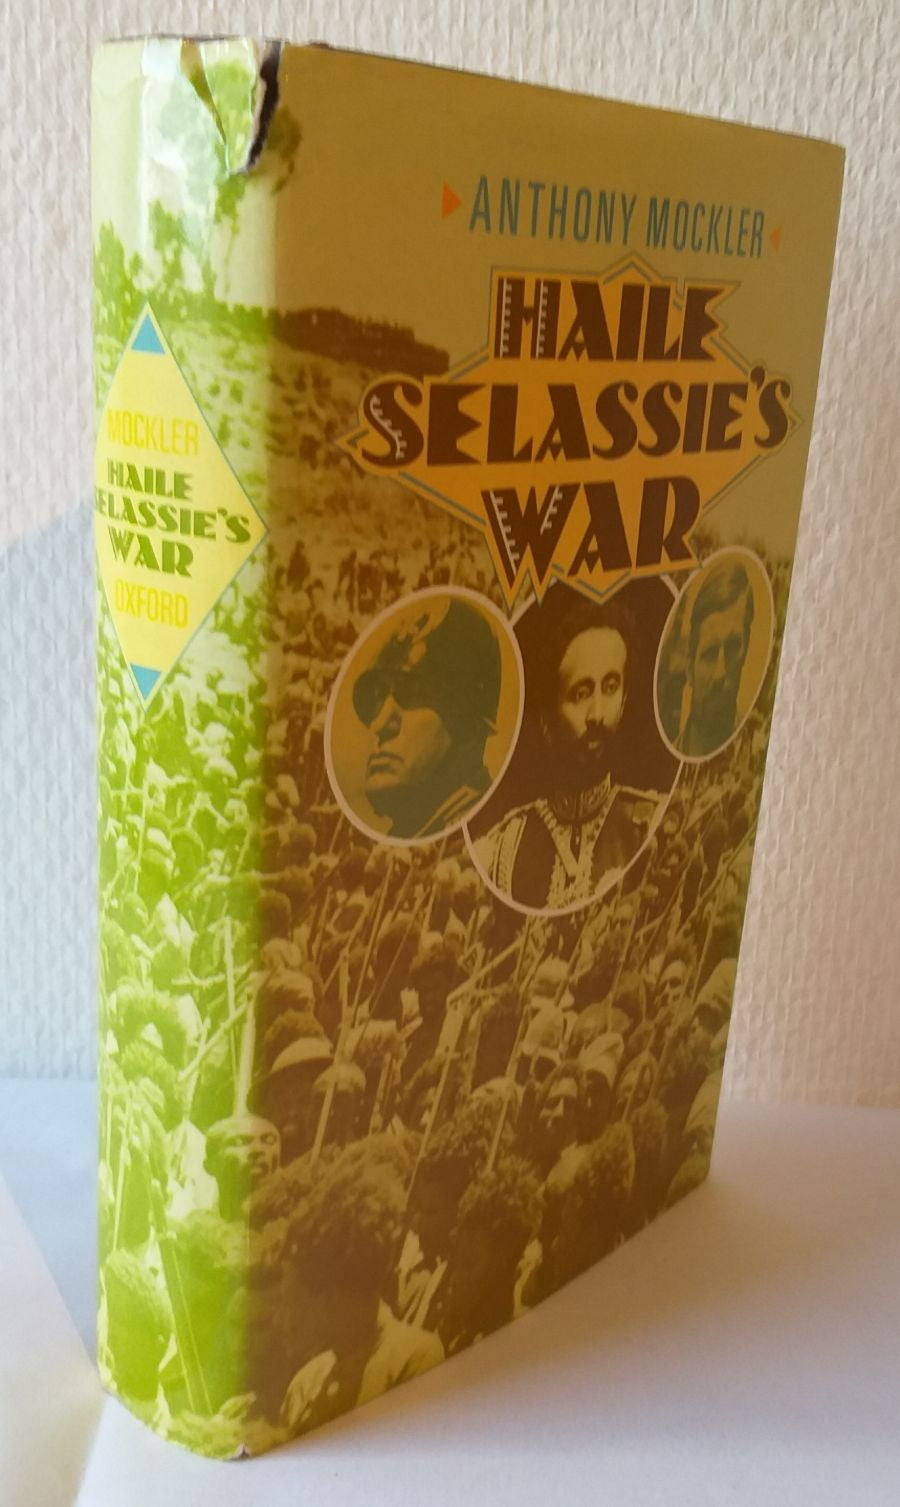 MOCKLER
HAILE
SELASSIE'S
WAR
OXFORD
ANTHONY MOCKLER
HAILE
SELASSIE'S
WAR